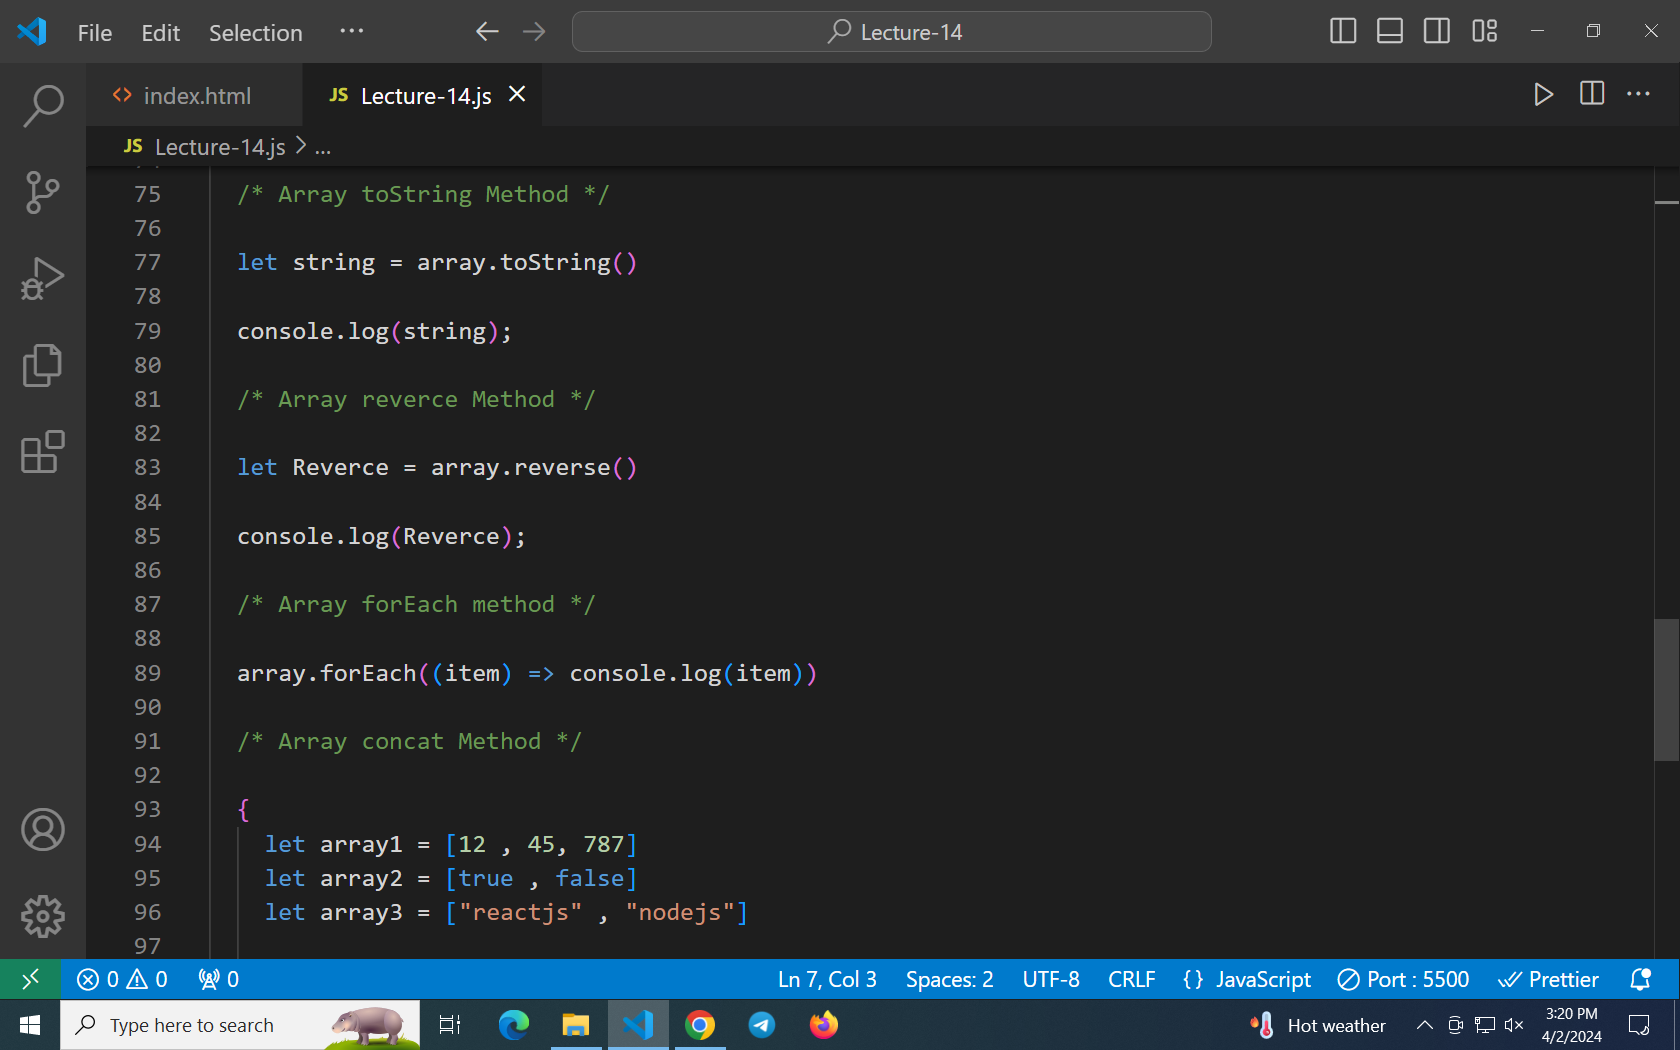 File Edit Selection ··· Lecture-14
<> index.html JS Lecture-14.js
JS Lecture-14.js > ...
75 /* Array toString Method */
76
77 let string = array.toString()
78
79 console.log(string);
80
81 /* Array reverce Method */
82
83 let Reverce = array.reverse()
84
85 console.log(Reverce);
86
87 /* Array forEach method */
88
89 array.forEach((item) => console.log(item))
90
91 /* Array concat Method */
92
93 {
94 let array1 = [12 , 45, 787]
95 let array2 = [true , false]
96 let array3 = ["reactjs" , "nodejs"]
97
0 0 0 Ln 7, Col 3 Spaces: 2 UTF-8 CRLF {} JavaScript Port : 5500 Prettier
Type here to search Hot weather 3:20 PM
4/2/2024